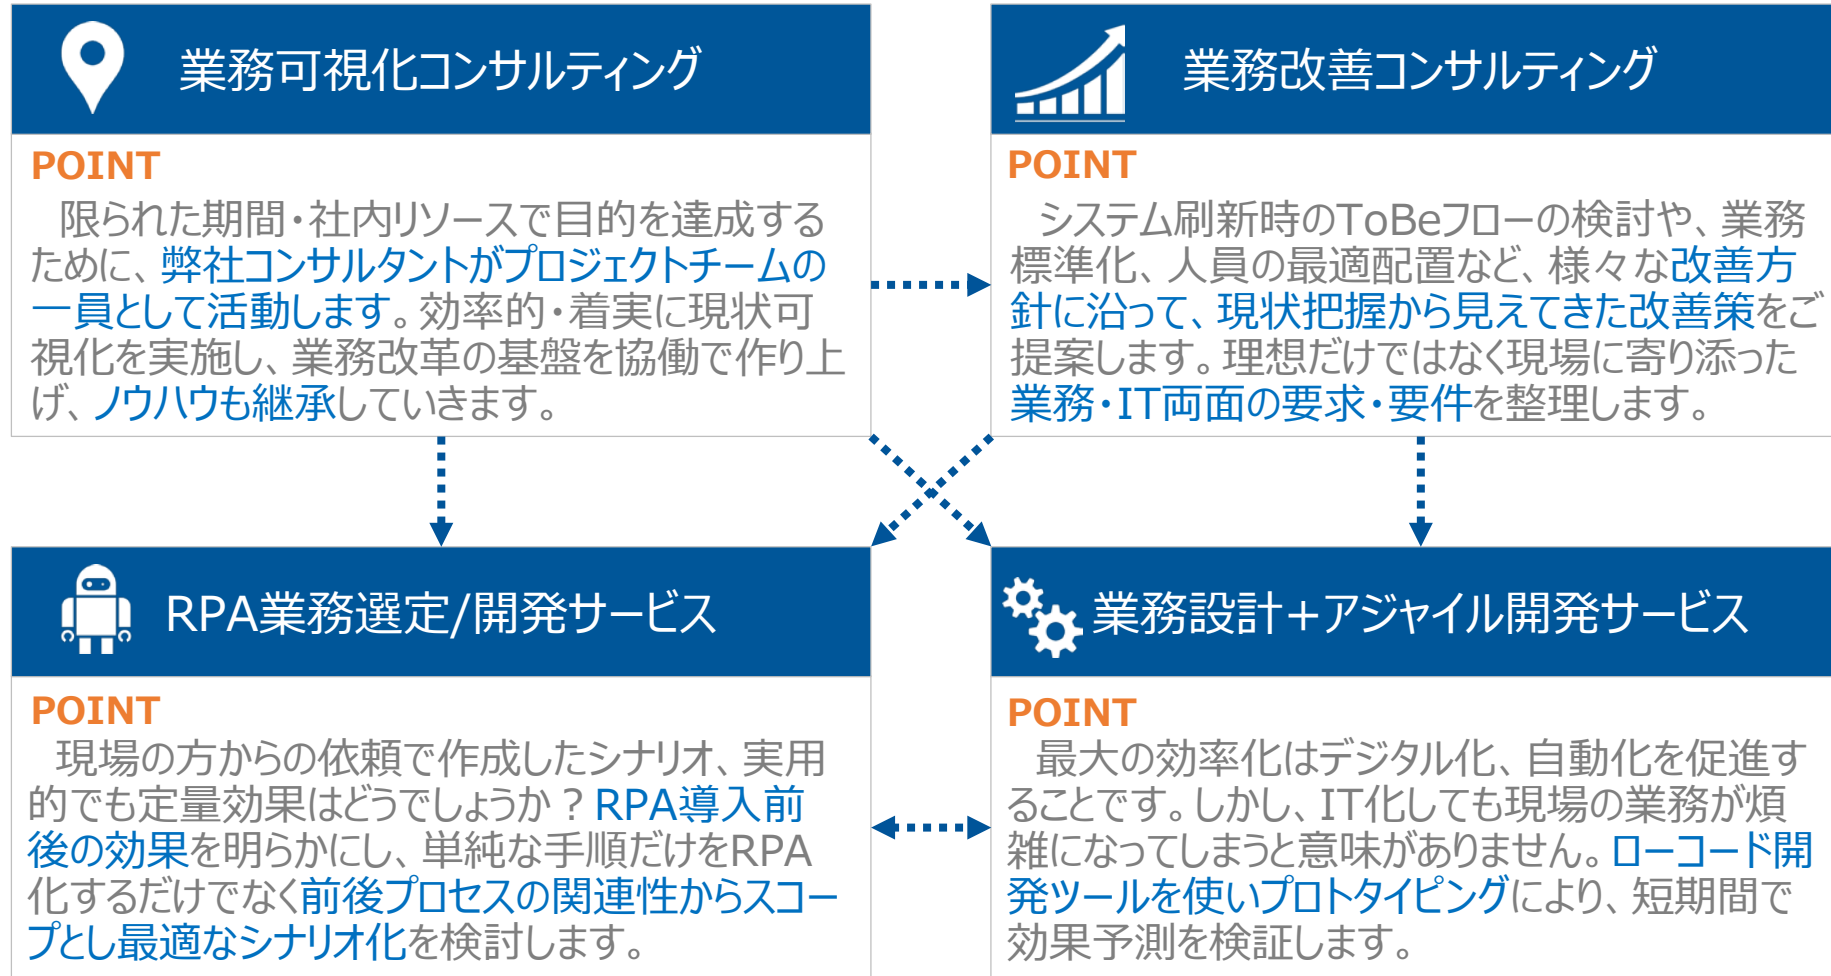 業務可視化コンサルティング
POINT
限られた期間・社内リソースで目的を達成する
ために、弊社コンサルタントがプロジェクトチームの
一員として活動します。効率的・着実に現状可
視化を実施し、業務改革の基盤を協働で作り上
げ、ノウハウも継承していきます。
業務改善コンサルティング
POINT
システム刷新時のToBeフローの検討や、業務
標準化、人員の最適配置など、様々な改善方
針に沿って、現状把握から見えてきた改善策をご
提案します。理想だけではなく現場に寄り添った
業務・IT両面の要求・要件を整理します。
RPA業務選定/開発サービス
POINT
現場の方からの依頼で作成したシナリオ、実用
的でも定量効果はどうでしょうか？RPA導入前
後の効果を明らかにし、単純な手順だけをRPA
化するだけでなく前後プロセスの関連性からスコー
プとし最適なシナリオ化を検討します。
業務設計+アジャイル開発サービス
POINT
最大の効率化はデジタル化、自動化を促進す
ることです。しかし、IT化しても現場の業務が煩
雑になってしまうと意味がありません。ローコード開
発ツールを使いプロトタイピングにより、短期間で
効果予測を検証します。